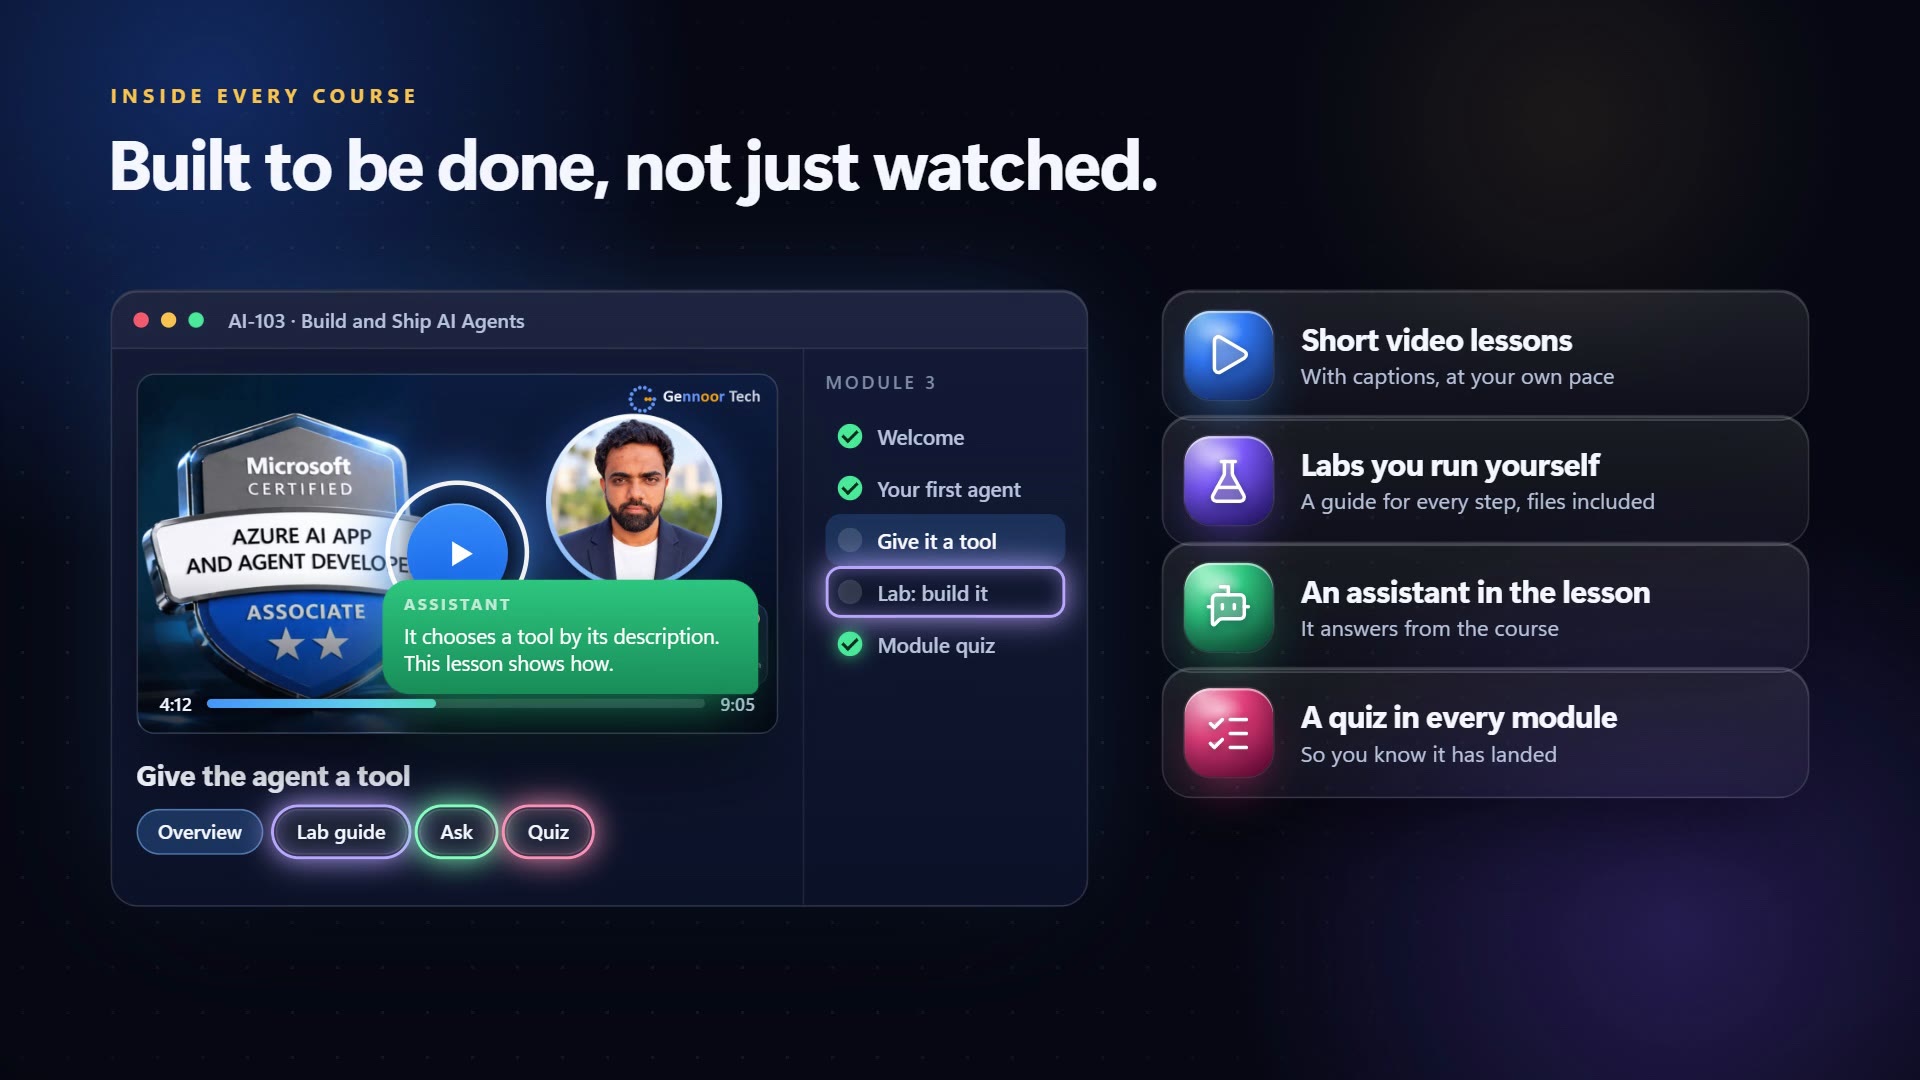 INSIDE EVERY COURSE
Built to be done, not just watched.
AI-103 · Build and Ship AI Agents
Gennoor Tech
Microsoft
CERTIFIED
AZURE AI APP
AND AGENT
ASSOCIATE
ASSISTANT
It chooses a tool by its description.
This lesson shows how.
4:12
9:05
Give the agent a tool
Overview
Lab guide
Ask
Quiz
MODULE 3
Welcome
Your first agent
Give it a tool
Lab: build it
Module quiz
Short video lessons
With captions, at your own pace
Labs you run yourself
A guide for every step, files included
An assistant in the lesson
It answers from the course
A quiz in every module
So you know it has landed